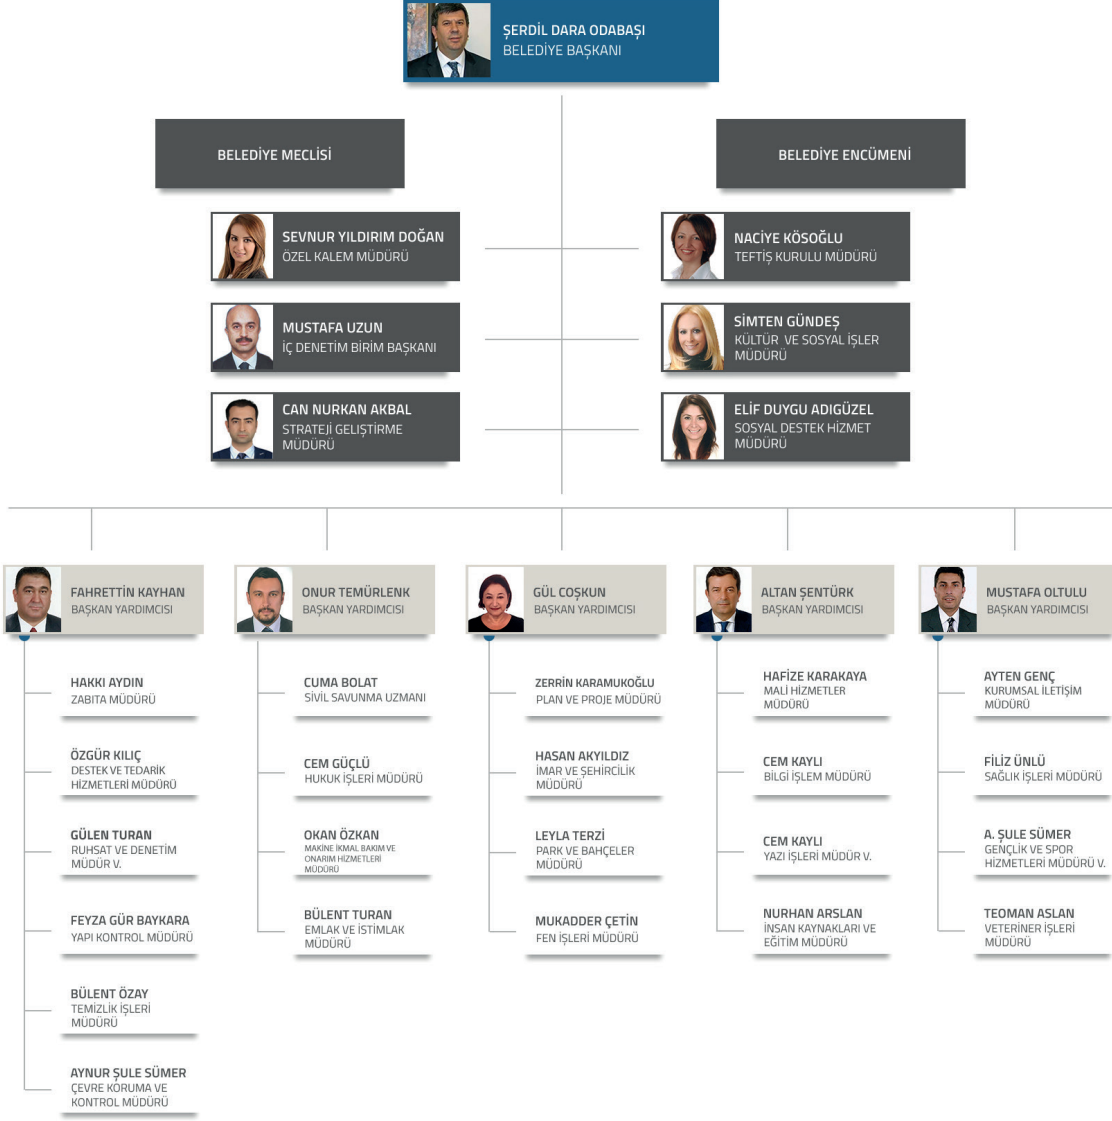 ŞERDİL DARA ODABAŞI
BELEDİYE BAŞKANI
BELEDİYE MECLİSİ
BELEDİYE ENCÜMENİ
SEVNUR YILDIRIM DOĞAN
ÖZEL KALEM MÜDÜRÜ
NACİYE KÖSOĞLU
TEFTİŞ KURULU MÜDÜRÜ
MUSTAFA UZUN
İÇ DENETİM BİRİM BAŞKANI
SİMTEN GÜNDEŞ
KÜLTÜR VE SOSYAL İŞLER
MÜDÜRÜ
CAN NURKAN AKBAL
STRATEJİ GELIŞTİRME
MÜDÜRÜ
ELİF DUYGU ADIGÜZEL
SOSYAL DESTEK HİZMET
MÜDÜRÜ
FAHRETTİN KAYHAN
BAŞKAN YARDIMCISI
HAKKI AYDIN
ZABITA MÜDÜRÜ
ÖZGÜR KILIÇ
DESTEK VE TEDARİK
HİZMETLERİ MÜDÜRÜ
GÜLEN TURAN
RUHSAT VE DENETİM
MÜDÜR V.
FEYZA GÜR BAYKARA
YAPI KONTROL MÜDÜRÜ
BÜLENT ÖZAY
TEMİZLİK İŞLERİ
MÜDÜRÜ
AYNUR ŞULE SÜMER
ÇEVRE KORUMA VE
KONTROL MÜDÜRÜ
ONUR TEMÜRLENK
BAŞKAN YARDIMCISI
CUMA BOLAT
SİVİL SAVUNMA UZMANI
CEM GÜÇLÜ
HUKUK İŞLERİ MÜDÜRÜ
OKAN ÖZKAN
MAKİNE İKMAL BAKIM VE
ONARIM HİZMETLERİ
MÜDÜRÜ
BÜLENT TURAN
EMLAK VE İSTİMLAK
MÜDÜRÜ
GÜL COŞKUN
BAŞKAN YARDIMCISI
ZERRİN KARAMUKOĞLU
PLAN VE PROJE MÜDÜRÜ
HASAN AKYILDIZ
İMAR VE ŞEHİRCİLİK
MÜDÜRÜ
LEYLA TERZİ
PARK VE BAHÇELER
MÜDÜRÜ
MUKADDER ÇETİN
FEN İŞLERİ MÜDÜRÜ
ALTAN ŞENTÜRK
BAŞKAN YARDIMCISI
HAFİZE KARAKAYA
MALİ HİZMETLER
MÜDÜRÜ
CEM KAYLI
BİLGİ İŞLEM MÜDÜRÜ
CEM KAYLI
YAZI İŞLERİ MÜDÜR V.
NURHAN ARSLAN
İNSAN KAYNAKLARI VE
EĞİTİM MÜDÜRÜ
MUSTAFA OLTULU
BAŞKAN YARDIMCISI
AYTEN GENÇ
KURUMSAL İLETİŞİM
MÜDÜRÜ
FİLİZ ÜNLÜ
SAĞLIK İŞLERİ MÜDÜRÜ
A. ŞULE SÜMER
GENÇLİK VE SPOR
HİZMETLERİ MÜDÜRÜ V.
TEOMAN ASLAN
VETERİNER İŞLERİ
MÜDÜRÜ